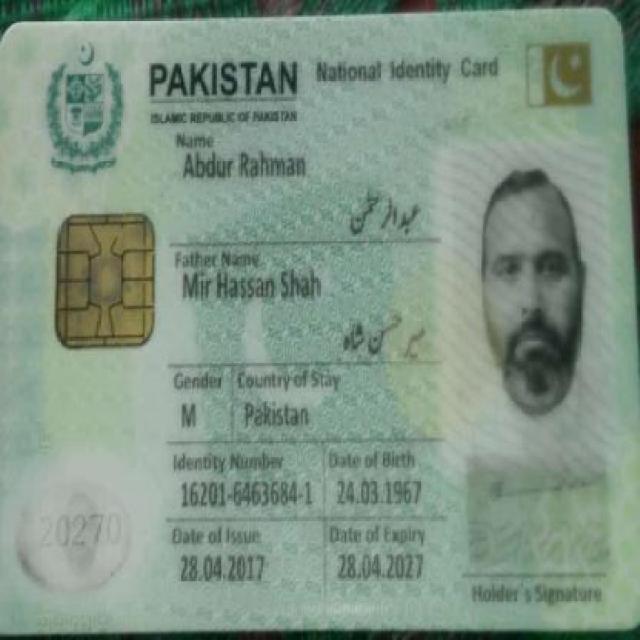 PAKISTAN National Identity Card
ISLAMIC REPUBLIC OF PAKISTAN
Name
Abdur Rahman
عبد الرحمٰن
Father Name
Mir Hassan Shah
میر حسن شاہ
Gender Country of Stay
M Pakistan
Identity Number Date of Birth
16201-6463684-1 24.03.1967
Date of Issue Date of Expiry
28.04.2017 28.04.2027
20270
Holder's Signature